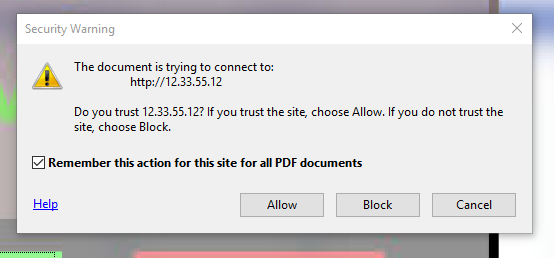 Security Warning
The document is trying to connect to:
http://12.33.55.12
Do you trust 12.33.55.12? If you trust the site, choose Allow. If you do not trust the
site, choose Block.
Remember this action for this site for all PDF documents
Help
Allow
Block
Cancel